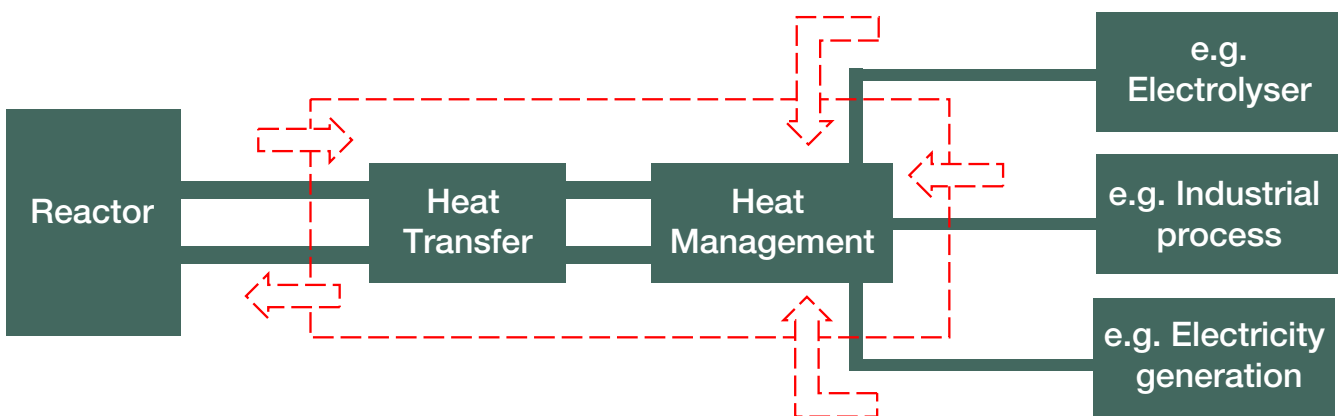 Reactor
Heat
Transfer
Heat
Management
e.g.
Electrolyser
e.g. Industrial
process
e.g. Electricity
generation